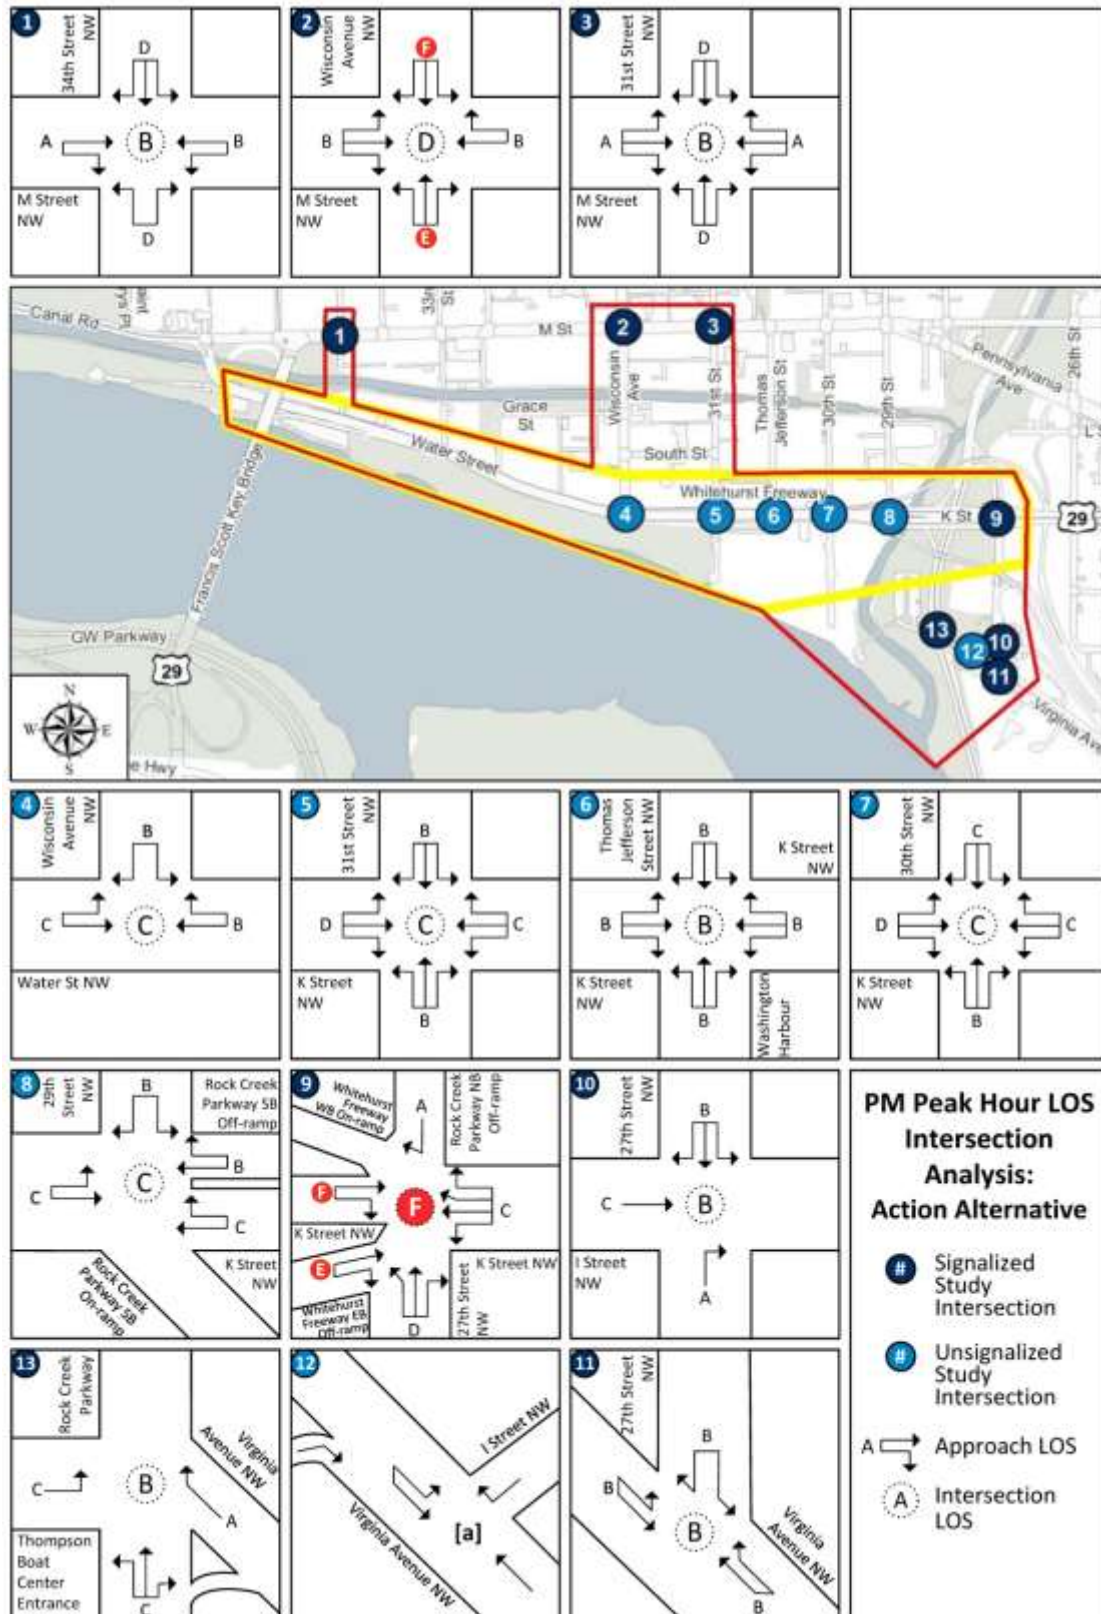 1
34th Street
NW
D
A
B
B
M Street
NW
D
2
Wisconsin
Avenue
NW
F
B
D
B
M Street
NW
E
3
31st Street
NW
D
A
B
A
M Street
NW
D
Canal Rd
33rd
St
M St
1
2
3
Pennsylvania
Ave
26th St
Grace
St
Wisconsin
Ave
31st St
Thomas
Jefferson St
30th St
29th St
Water Street
South St
Whitehurst Freeway
4
5
6
7
8
K St
9
29
Francis Scott Key Bridge
GW Parkway
29
13
12
10
11
Virginia Ave
N
W
E
S
e Hwy
4
Wisconsin
Avenue
NW
B
C
C
B
Water St NW
5
31st Street
NW
B
D
C
C
K Street
NW
B
6
Thomas
Jefferson
Street NW
B
K Street
NW
B
B
B
K Street
NW
B
Washington
Harbour
7
30th Street
NW
C
D
C
C
K Street
NW
B
8
29th
Street
NW
B
Rock Creek
Parkway SB
Off-ramp
B
C
C
C
K Street
NW
Rock Creek
Parkway SB
On-ramp
9
Whitehurst
Freeway
WB On-ramp
A
Rock Creek
Parkway NB
Off-ramp
F
F
C
K Street NW
E
K Street NW
Whitehurst
Freeway EB
Off-ramp
D
27th Street
NW
10
27th Street
NW
B
C
B
I Street
NW
A
PM Peak Hour LOS
Intersection
Analysis:
Action Alternative
# Signalized
Study
Intersection
# Unsignalized
Study
Intersection
A Approach LOS
A Intersection
LOS
13
Rock Creek
Parkway
Virginia
Avenue NW
C
B
A
Thompson
Boat
Center
Entrance
C
12
I Street NW
[a]
Virginia Avenue NW
11
27th Street
NW
B
B
B
Virginia
Avenue NW
B